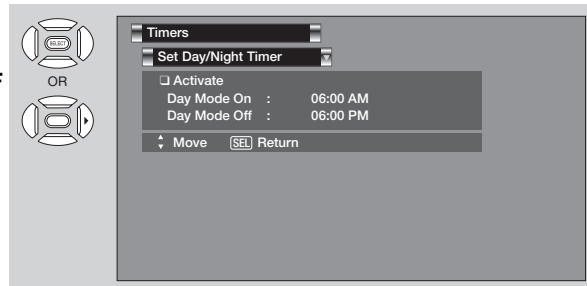 SELECT
OR
Timers
Set Day/Night Timer
Activate
Day Mode On : 06:00 AM
Day Mode Off : 06:00 PM
Move SEL Return